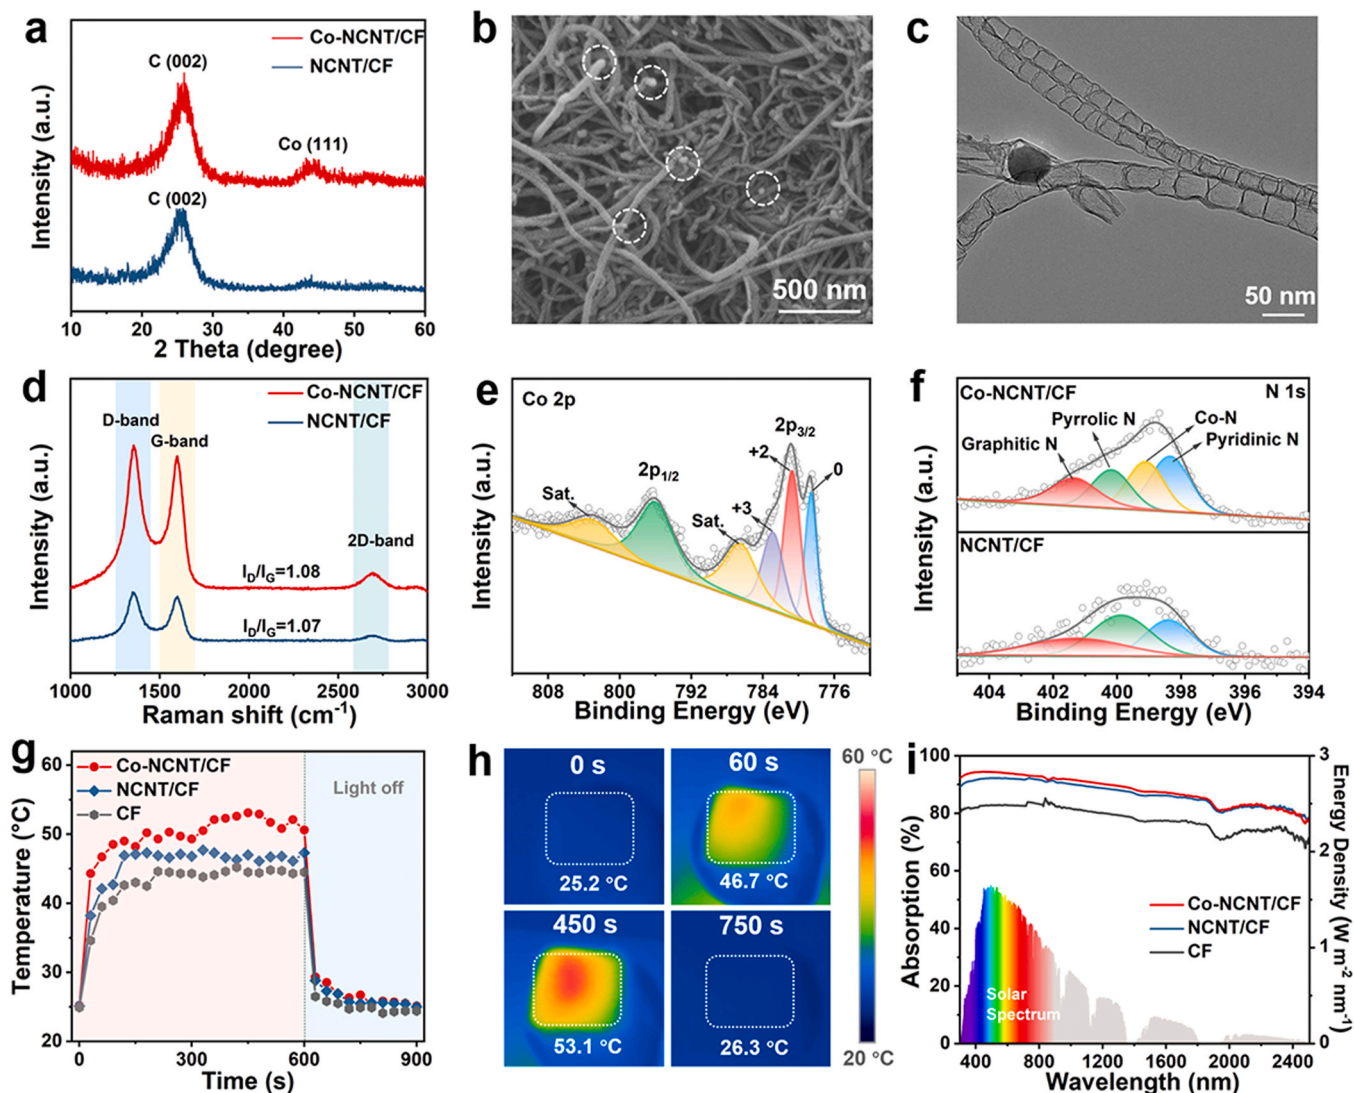 a
Co-NCNT/CF
NCNT/CF
C (002)
Co (111)
C (002)
Intensity (a.u.)
10 20 30 40 50 60
2 Theta (degree)
b
500 nm
c
50 nm
d
Co-NCNT/CF
NCNT/CF
D-band
G-band
2D-band
I_D/I_G=1.08
I_D/I_G=1.07
Intensity (a.u.)
1000 1500 2000 2500 3000
Raman shift (cm⁻¹)
e
Co 2p
2p₃/₂
+2
0
2p₁/₂
Sat.
Sat.
+3
Intensity (a.u.)
808 800 792 784 776
Binding Energy (eV)
f
Co-NCNT/CF
N 1s
Pyrrolic N
Co-N
Graphitic N
Pyridinic N
NCNT/CF
Intensity (a.u.)
404 402 400 398 396 394
Binding Energy (eV)
g
Co-NCNT/CF
NCNT/CF
CF
Light off
Temperature (°C)
60
50
40
30
20
0 300 600 900
Time (s)
h
0 s
25.2 °C
60 s
46.7 °C
450 s
53.1 °C
750 s
26.3 °C
60 °C
20 °C
i
Absorption (%)
100
80
60
40
20
0
Co-NCNT/CF
NCNT/CF
CF
Solar
Spectrum
3
2
1
0
Energy Density (W m⁻² nm⁻¹)
400 800 1200 1600 2000 2400
Wavelength (nm)